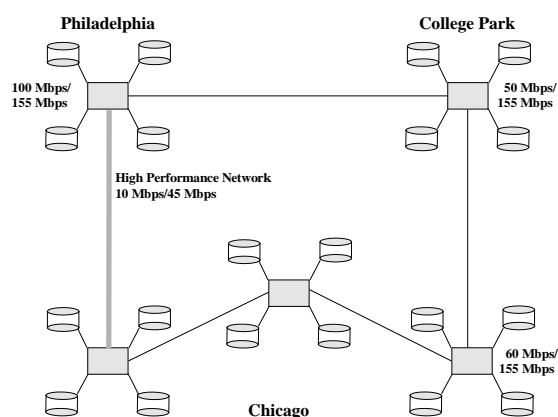 Philadelphia
College Park
100 Mbps/
155 Mbps
50 Mbps/
155 Mbps
High Performance Network
10 Mbps/45 Mbps
60 Mbps/
155 Mbps
Chicago